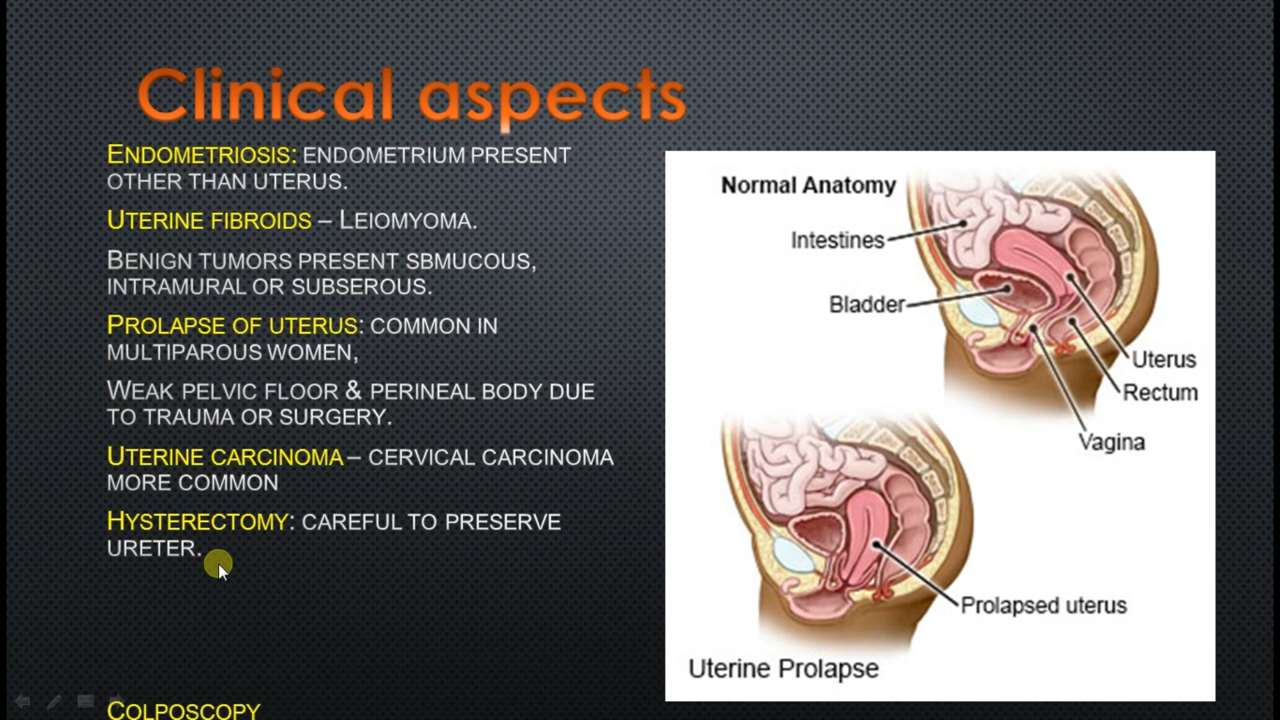 Clinical aspects
ENDOMETRIOSIS: ENDOMETRIUM PRESENT
OTHER THAN UTERUS.
UTERINE FIBROIDS – LEIOMYOMA.
BENIGN TUMORS PRESENT SBMUCOUS,
INTRAMURAL OR SUBSEROUS.
PROLAPSE OF UTERUS: COMMON IN
MULTIPAROUS WOMEN,
WEAK PELVIC FLOOR & PERINEAL BODY DUE
TO TRAUMA OR SURGERY.
UTERINE CARCINOMA – CERVICAL CARCINOMA
MORE COMMON
HYSTERECTOMY: CAREFUL TO PRESERVE
URETER.
COLPOSCOPY
Normal Anatomy
Intestines
Bladder
Uterus
Rectum
Vagina
Prolapsed uterus
Uterine Prolapse